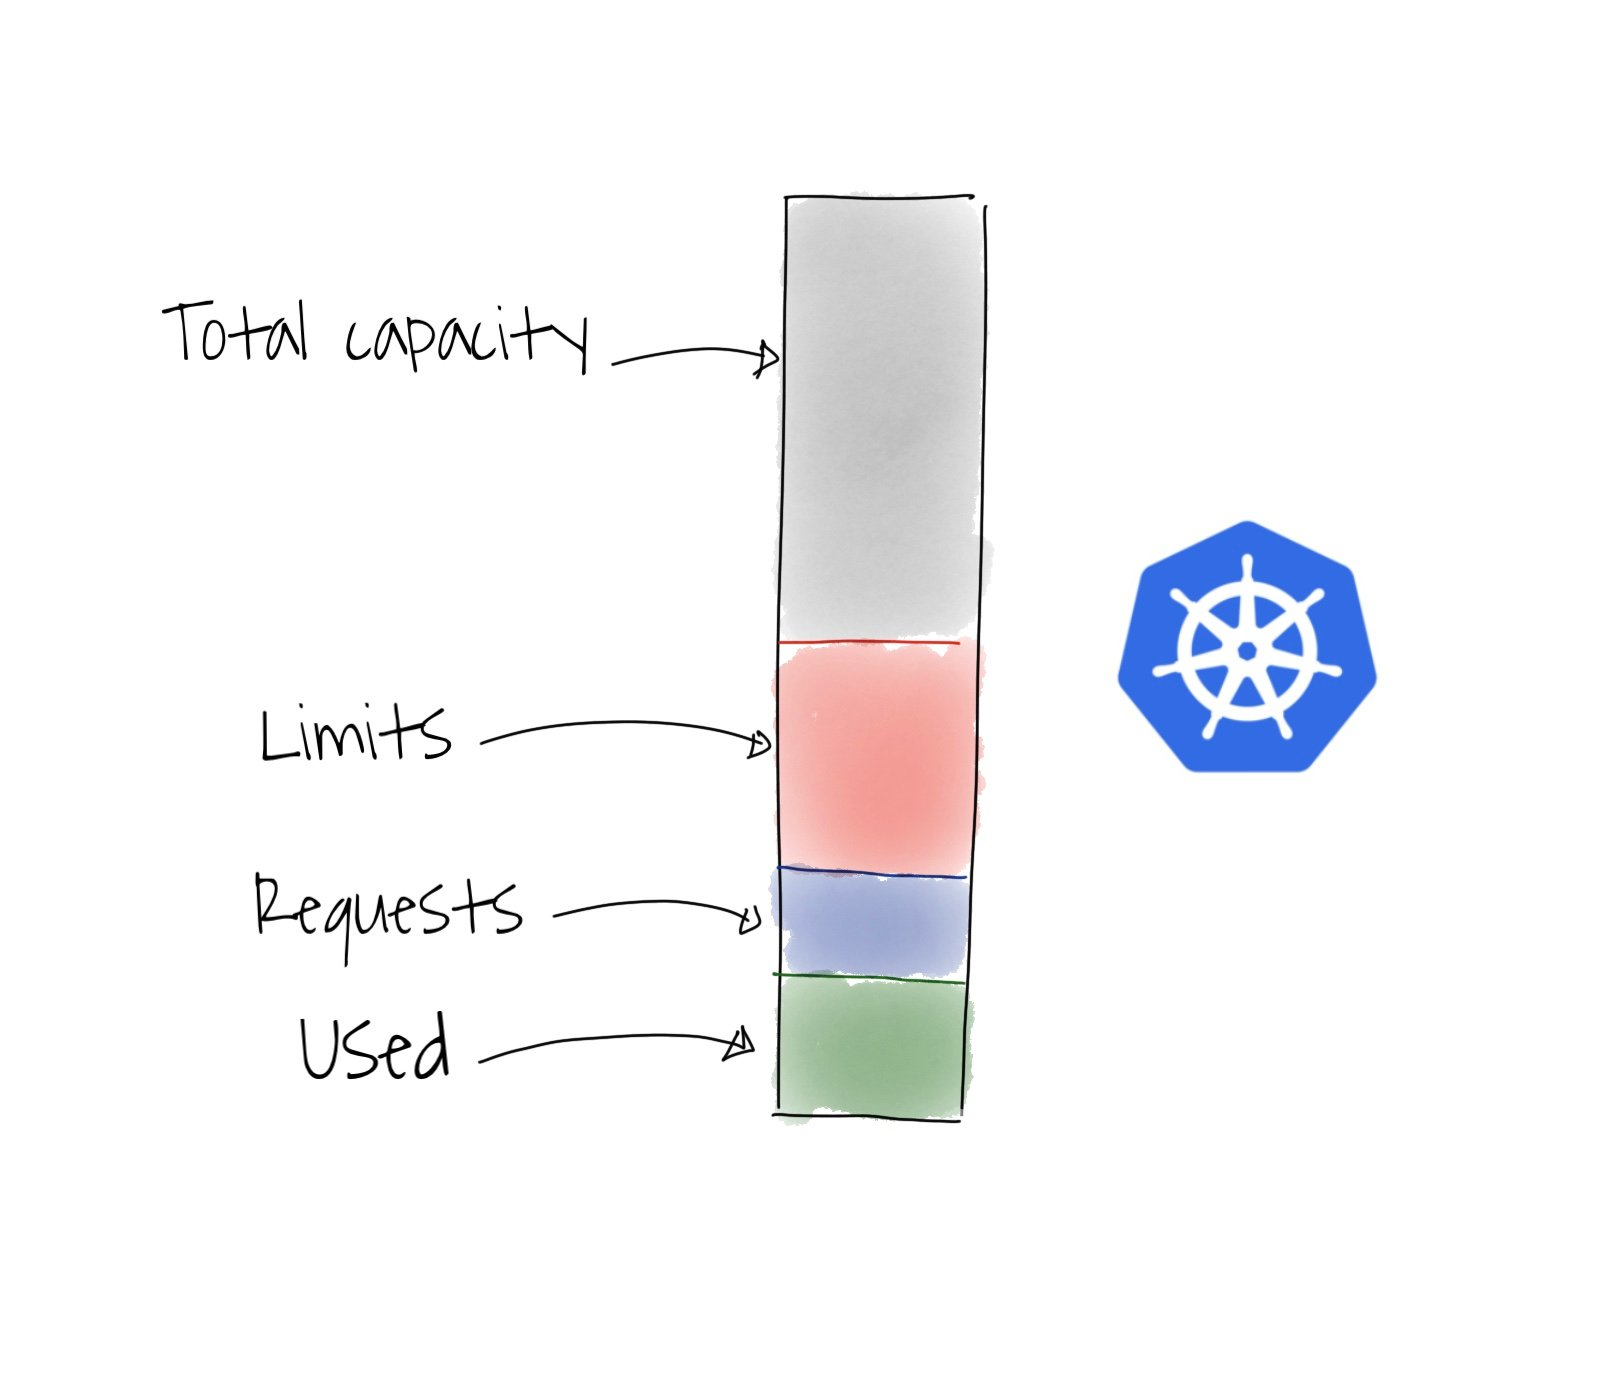 Total capacity
Limits
Requests
Used